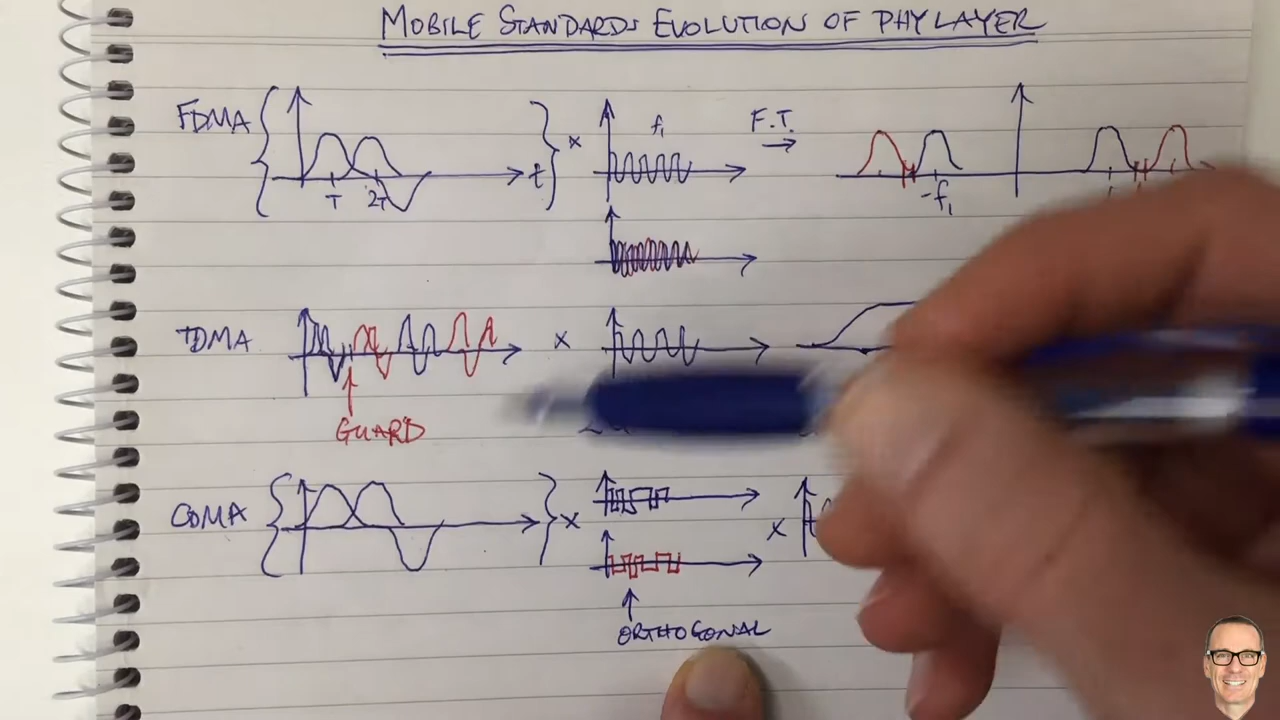 MOBILE STANDARDS EVOLUTION OF PHY LAYER
FDMA
T
2T
t
×
f₁
F.T.
-f₁
TDMA
GUARD
×
CDMA
×
×
ORTHOGONAL